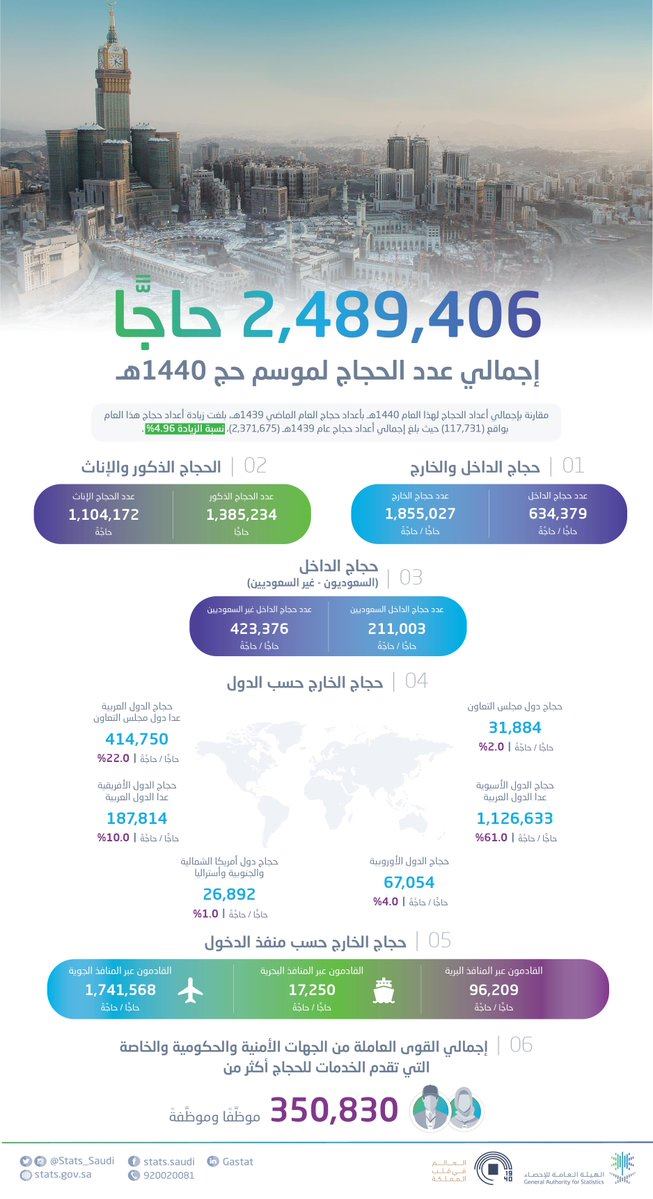 2,489,406 حاجًّا
إجمالي عدد الحجاج لموسم حج 1440هـ
مقارنة بإجمالي أعداد الحجاج لهذا العام 1440هـ بأعداد حجاج العام الماضي 1439هـ، بلغت زيادة أعداد حجاج هذا العام
بواقع (117,731) حيث بلغ إجمالي أعداد حجاج عام 1439هـ (2,371,675)، نسبة الزيادة 4.96%.
01 | حجاج الداخل والخارج
عدد حجاج الداخل
634,379
حاجًّا / حاجّةً
عدد حجاج الخارج
1,855,027
حاجًّا / حاجّةً
02 | الحجاج الذكور والإناث
عدد الحجاج الذكور
1,385,234
حاجًّا
عدد الحجاج الإناث
1,104,172
حاجّةً
03 | حجاج الداخل
(السعوديون - غير السعوديين)
عدد حجاج الداخل السعوديين
211,003
حاجًّا / حاجّةً
عدد حجاج الداخل غير السعوديين
423,376
حاجًّا / حاجّةً
04 | حجاج الخارج حسب الدول
حجاج دول مجلس التعاون
31,884
حاجًّا / حاجّةً | 2.0%
حجاج الدول العربية
عدا دول مجلس التعاون
414,750
حاجًّا / حاجّةً | 22.0%
حجاج الدول الآسيوية
عدا الدول العربية
1,126,633
حاجًّا / حاجّةً | 61.0%
حجاج الدول الأفريقية
عدا الدول العربية
187,814
حاجًّا / حاجّةً | 10.0%
حجاج الدول الأوروبية
67,054
حاجًّا / حاجّةً | 4.0%
حجاج دول أمريكا الشمالية
والجنوبية وأستراليا
26,892
حاجًّا / حاجّةً | 1.0%
05 | حجاج الخارج حسب منفذ الدخول
القادمون عبر المنافذ البرية
96,209
حاجًّا / حاجّةً
القادمون عبر المنافذ البحرية
17,250
حاجًّا / حاجّةً
القادمون عبر المنافذ الجوية
1,741,568
حاجًّا / حاجّةً
06 | إجمالي القوى العاملة من الجهات الأمنية والحكومية والخاصة
التي تقدم الخدمات للحجاج أكثر من
350,830 موظّفًا وموظّفةً
@Stats_Saudi
stats.saudi
Gastat
stats.gov.sa
920020081
العالم
في قلب
المملكة
19
40
الهيئة العامة للإحصاء
General Authority for Statistics